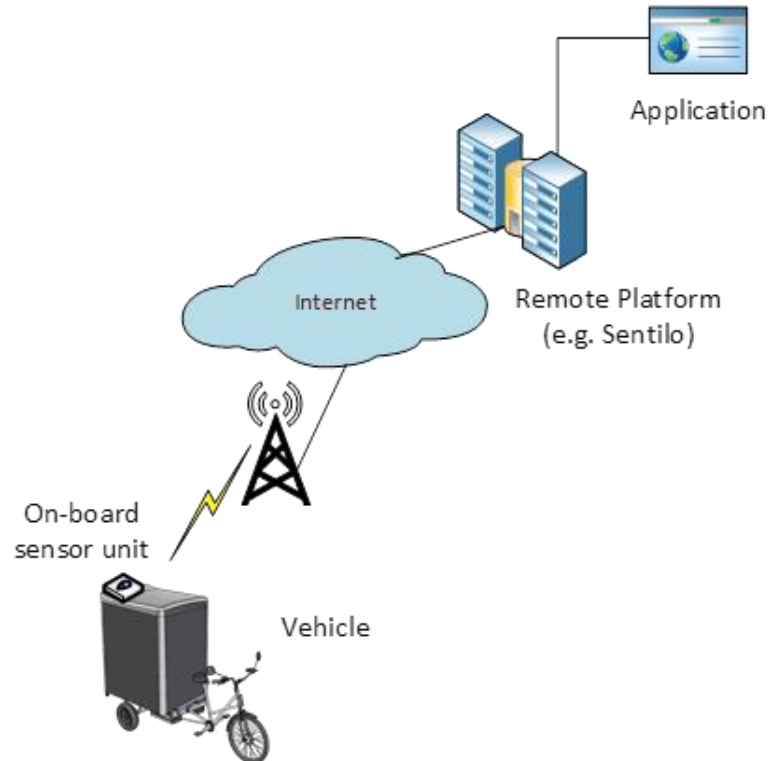 Application
Internet
Remote Platform
(e.g. Sentilo)
On-board
sensor unit
Vehicle